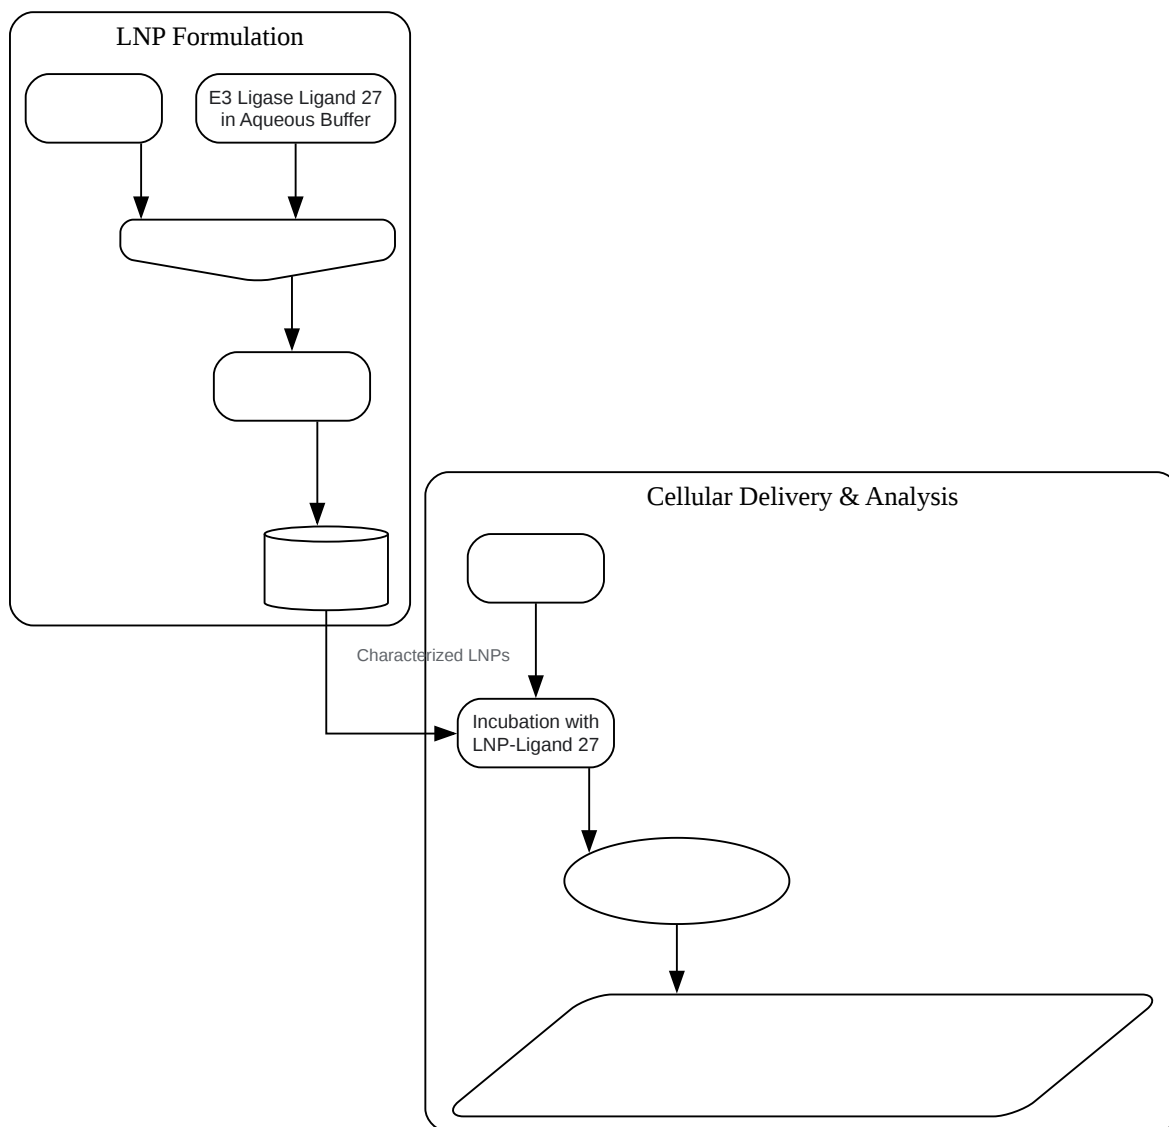 LNP Formulation
E3 Ligase Ligand 27
in Aqueous Buffer
Cellular Delivery & Analysis
Characterized LNPs
Incubation with
LNP-Ligand 27